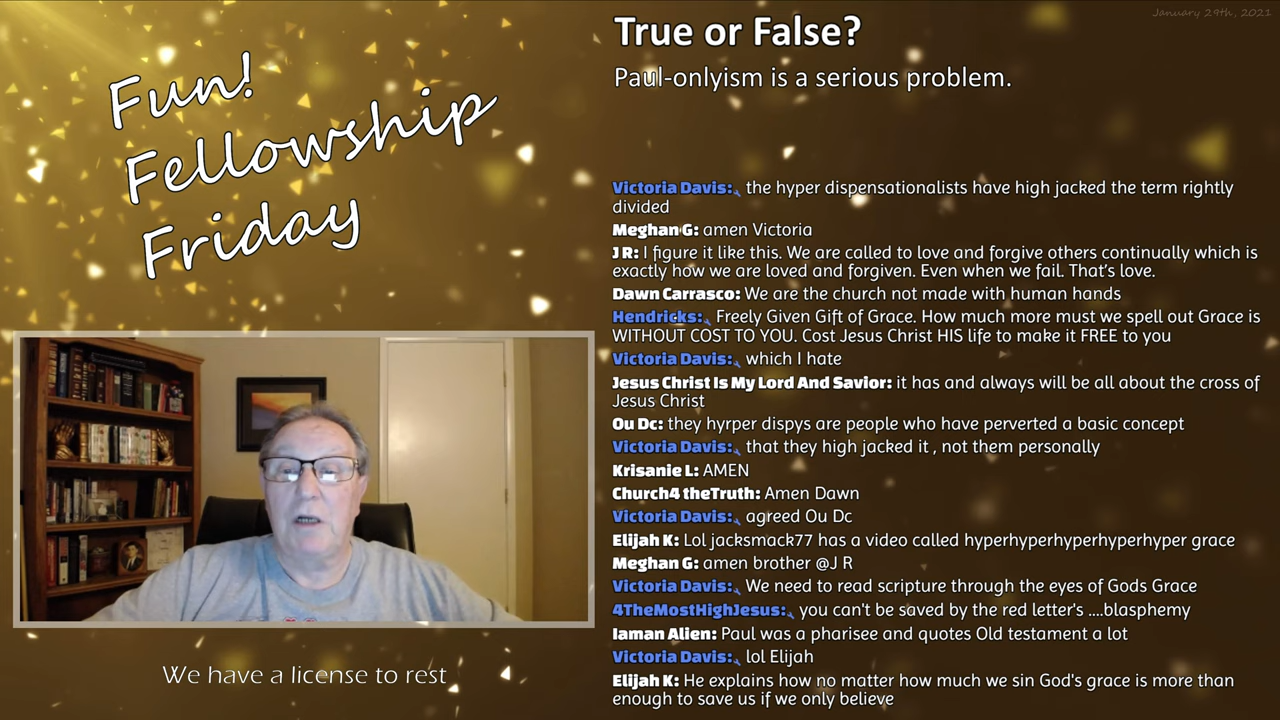 January 29th, 2021
Fun!
Fellowship
Friday
True or False?
Paul-onlyism is a serious problem.
Victoria Davis: the hyper dispensationalists have high jacked the term rightly
divided
Meghan G: amen Victoria
J R: I figure it like this. We are called to love and forgive others continually which is
exactly how we are loved and forgiven. Even when we fail. That's love.
Dawn Carrasco: We are the church not made with human hands
Hendricks: Freely Given Gift of Grace. How much more must we spell out Grace is
WITHOUT COST TO YOU. Cost Jesus Christ HIS life to make it FREE to you
Victoria Davis: which I hate
Jesus Christ Is My Lord And Savior: it has and always will be all about the cross of
Jesus Christ
Ou Dc: they hyrper dispys are people who have perverted a basic concept
Victoria Davis: that they high jacked it , not them personally
Krisanie L: AMEN
Church4 theTruth: Amen Dawn
Victoria Davis: agreed Ou Dc
Elijah K: Lol jacksmack77 has a video called hyperhyperhyperhyperhyper grace
Meghan G: amen brother @J R
Victoria Davis: We need to read scripture through the eyes of Gods Grace
4TheMostHighJesus: you can't be saved by the red letter's ....blasphemy
Iaman Alien: Paul was a pharisee and quotes Old testament a lot
Victoria Davis: lol Elijah
Elijah K: He explains how no matter how much we sin God's grace is more than
enough to save us if we only believe
We have a license to rest